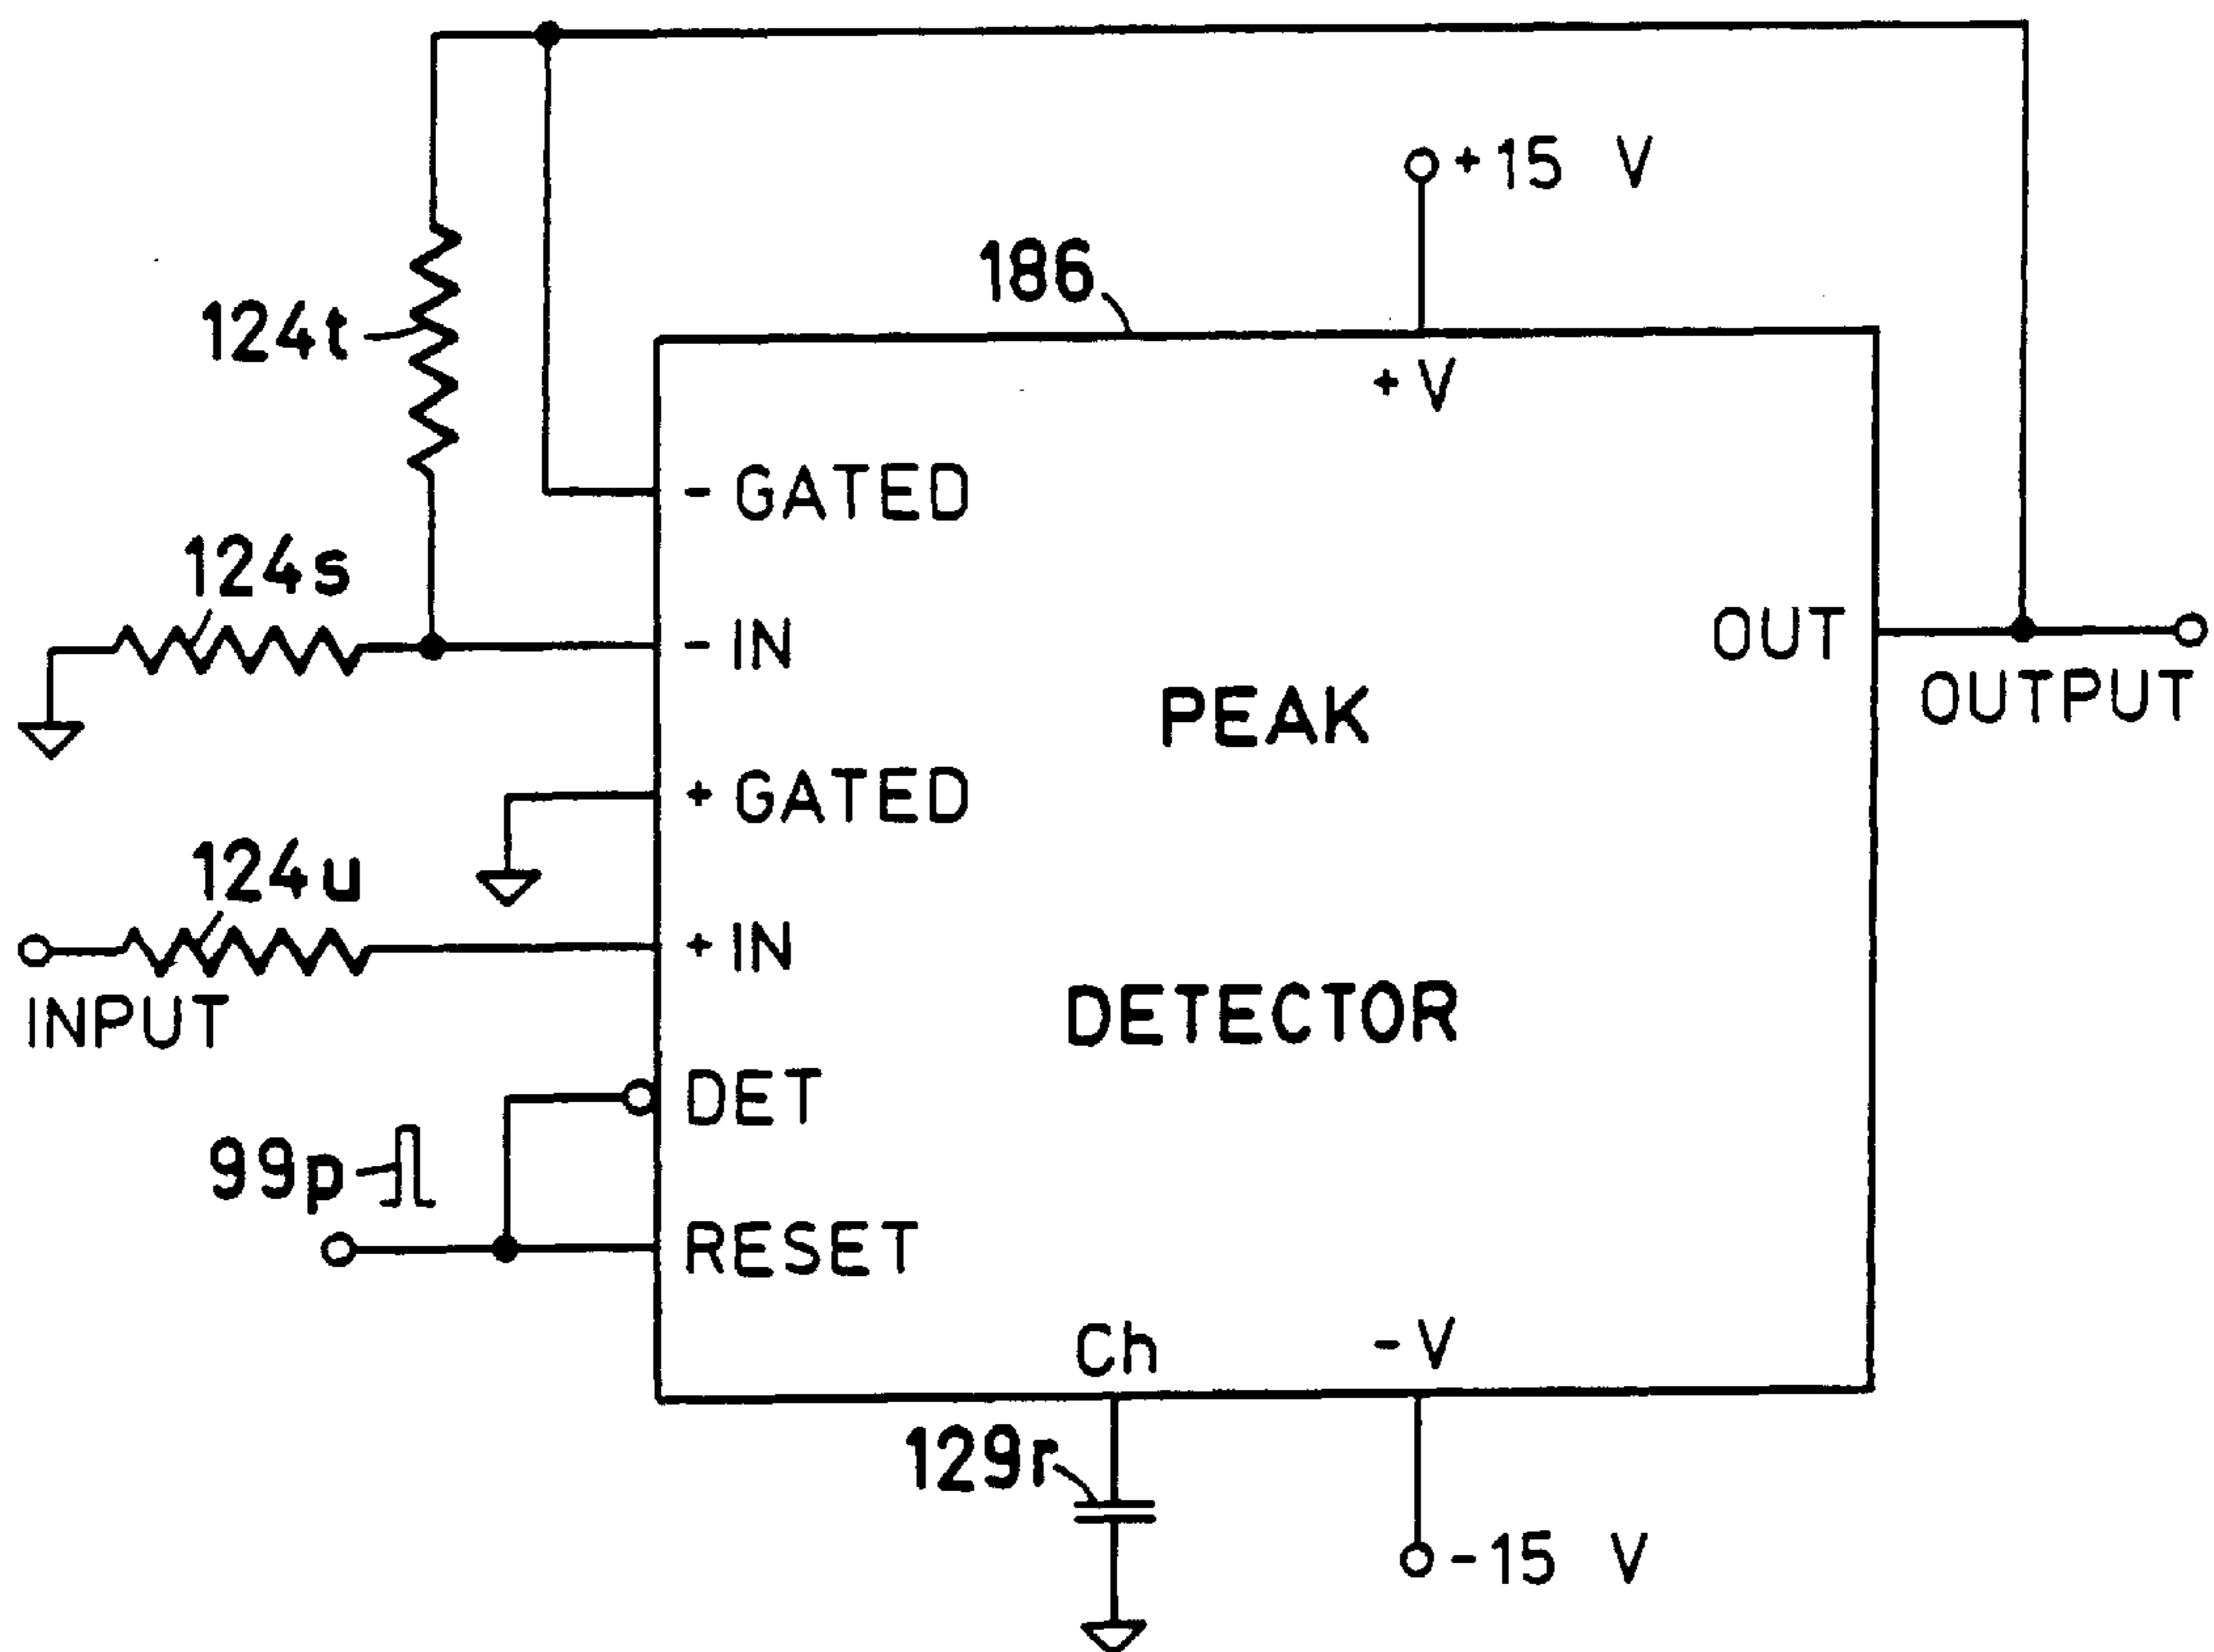 +15 V
186
124t
+V
-GATED
124s
-IN
OUT
OUTPUT
PEAK
+GATED
124u
+IN
INPUT
DETECTOR
DET
99p
RESET
Ch
-V
129r
-15 V